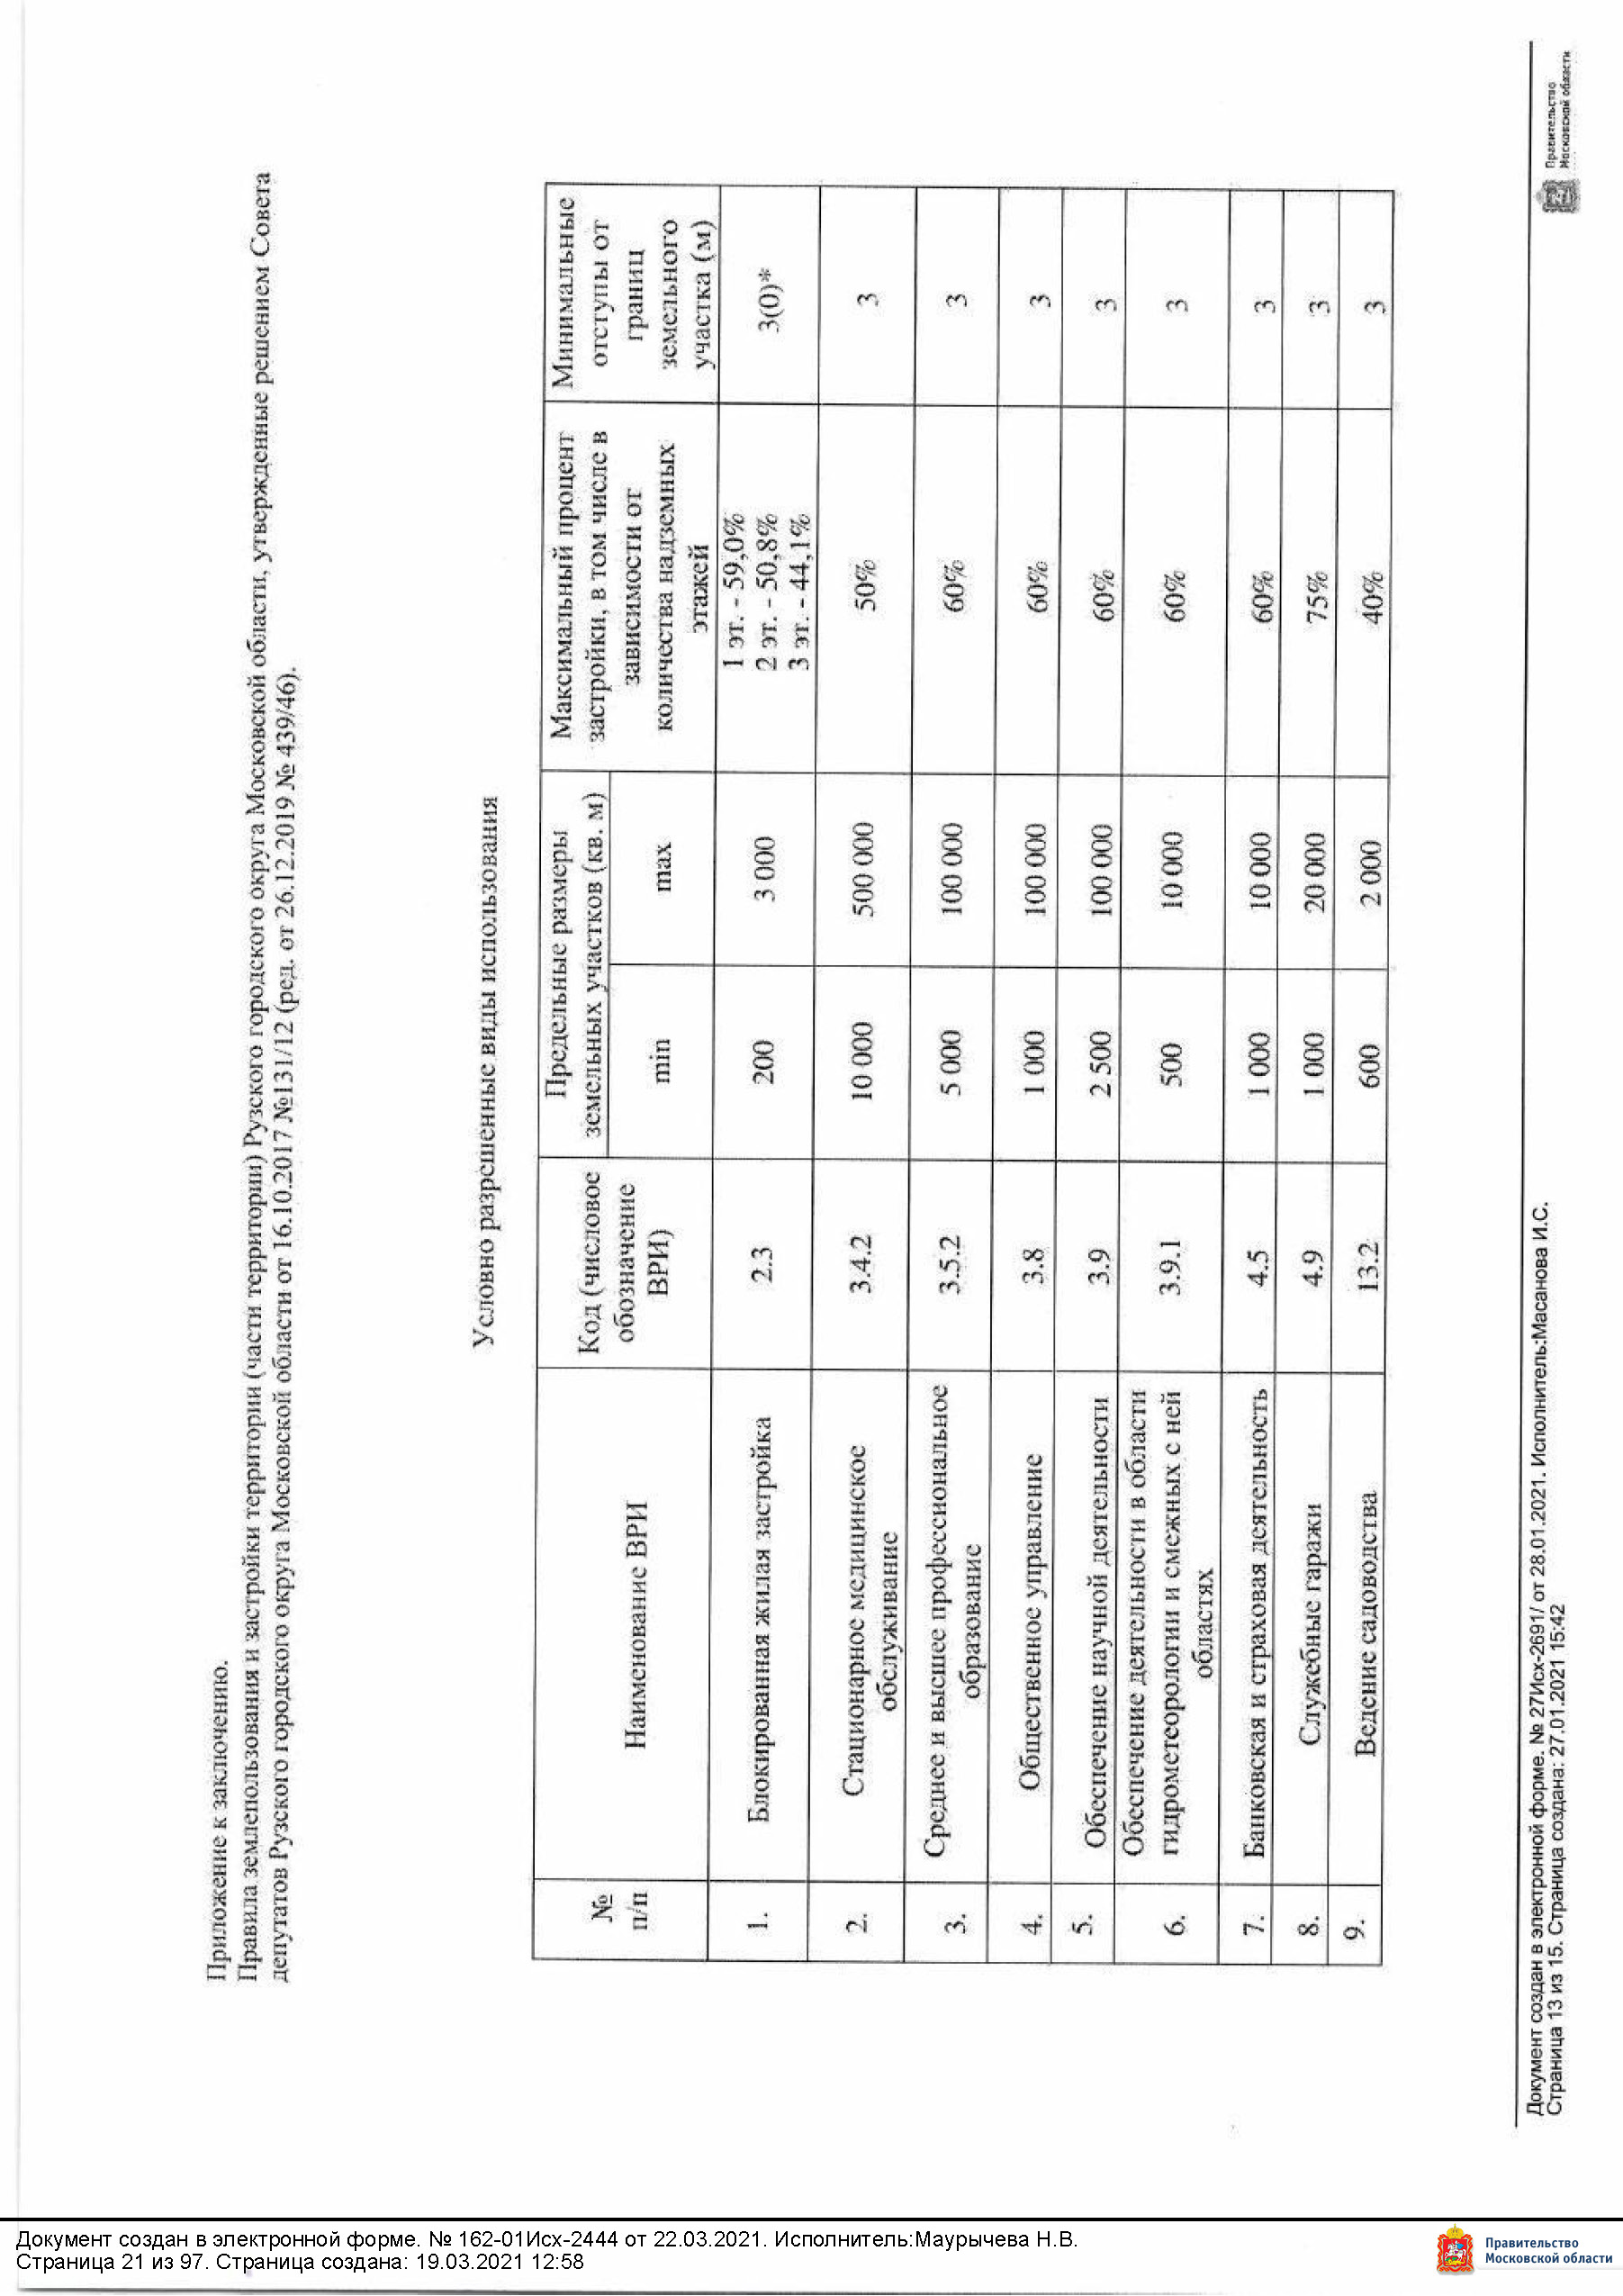 Приложение к заключению.
Правила землепользования и застройки территории (части территории) Рузского городского округа Московской области, утвержденные решением Совета
депутатов Рузского городского округа Московской области от 16.10.2017 №131/12 (ред. от 26.12.2019 № 439/46).
Условно разрешенные виды использования
№
п/п
Наименование ВРИ
Код (числовое
обозначение
ВРИ)
Предельные размеры
земельных участков (кв. м)
min
max
Максимальный процент
застройки, в том числе в
зависимости от
количества надземных
этажей
Минимальные
отступы от
границ
земельного
участка (м)
1.
Блокированная жилая застройка
2.3
200
3 000
1 эт. - 59,0%
2 эт. - 50,8%
3 эт. - 44,1%
3(0)*
2.
Стационарное медицинское
обслуживание
3.4.2
10 000
500 000
50%
3
3.
Среднее и высшее профессиональное
образование
3.5.2
5 000
100 000
60%
3
4.
Общественное управление
3.8
1 000
100 000
60%
3
5.
Обеспечение научной деятельности
3.9
2 500
100 000
60%
3
6.
Обеспечение деятельности в области
гидрометеорологии и смежных с ней
областях
3.9.1
500
10 000
60%
3
7.
Банковская и страховая деятельность
4.5
1 000
10 000
60%
3
8.
Служебные гаражи
4.9
1 000
20 000
75%
3
9.
Ведение садоводства
13.2
600
2 000
40%
3
Документ создан в электронной форме. № 27Исх-2691/ от 28.01.2021. Исполнитель:Масанова И.С.
Страница 13 из 15. Страница создана: 27.01.2021 15:42
Правительство
Московской области
Документ создан в электронной форме. № 162-01Исх-2444 от 22.03.2021. Исполнитель:Маурычева Н.В.
Страница 21 из 97. Страница создана: 19.03.2021 12:58
Правительство
Московской области